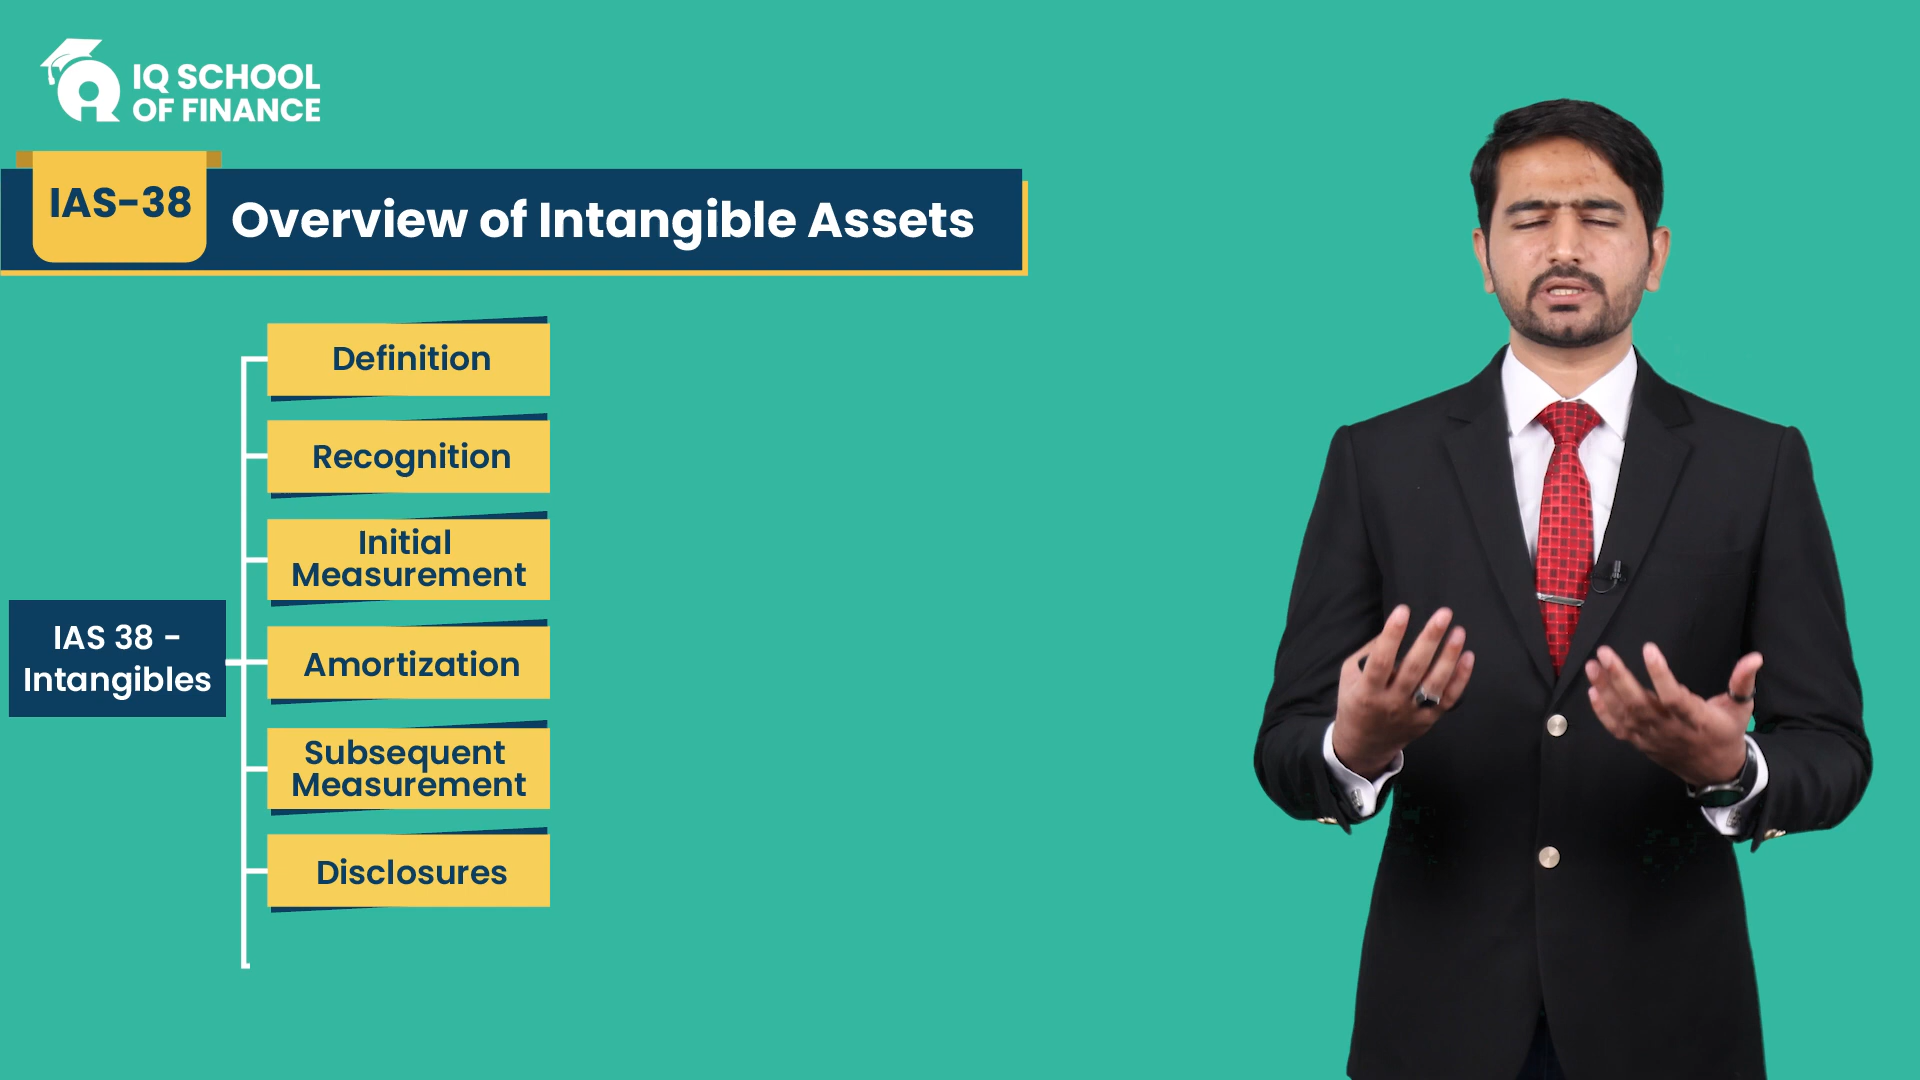 IQ SCHOOL
OF FINANCE
IAS-38
Overview of Intangible Assets
Definition
Recognition
Initial
Measurement
Amortization
Subsequent
Measurement
Disclosures
IAS 38 -
Intangibles